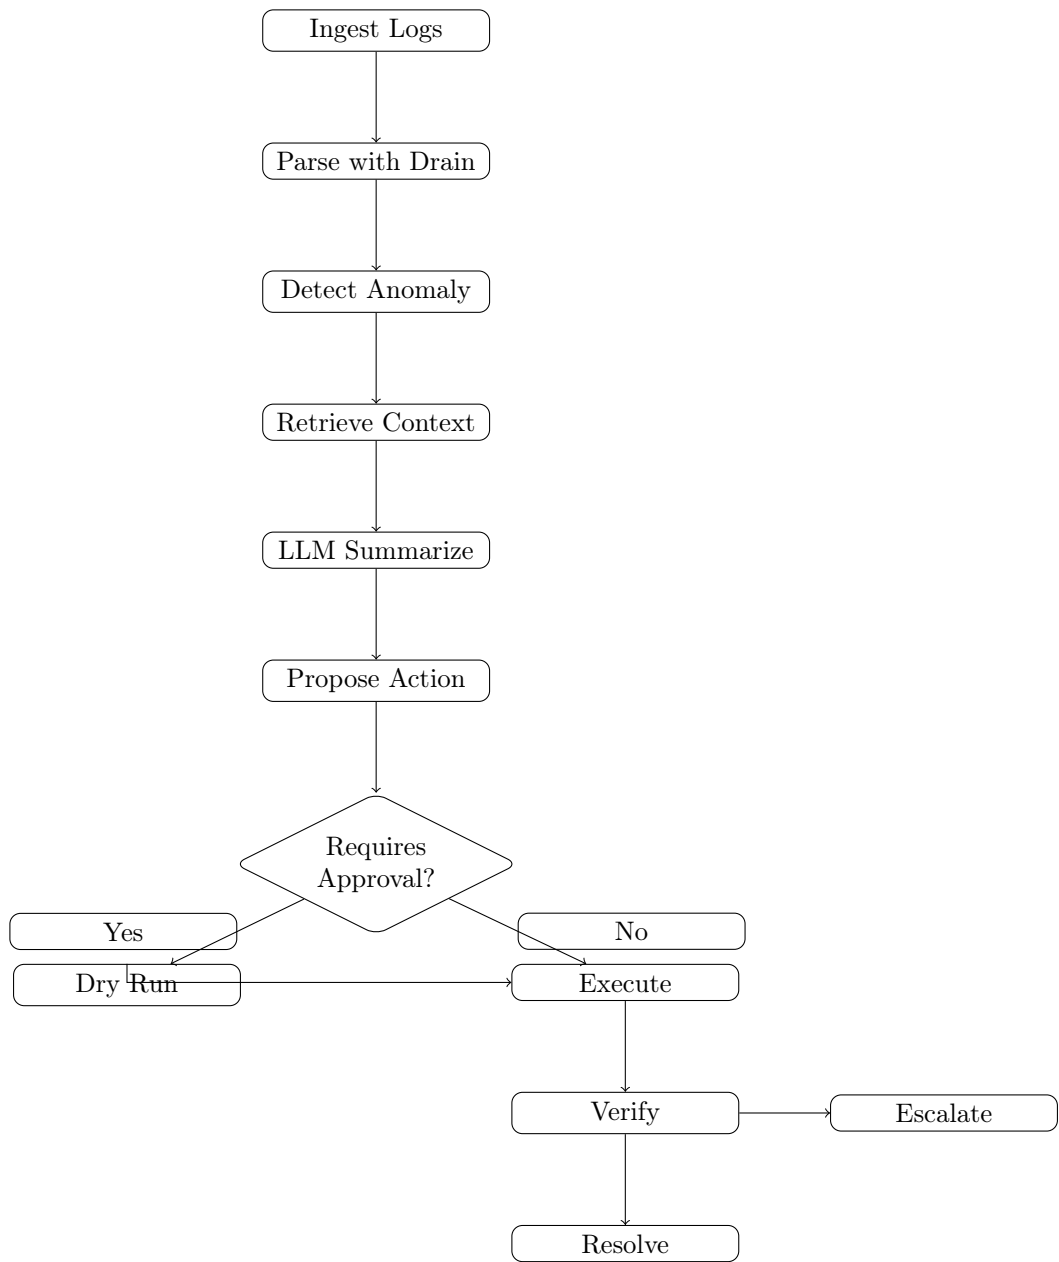 Ingest Logs
Parse with Drain
Detect Anomaly
Retrieve Context
LLM Summarize
Propose Action
Requires
Approval?
Yes
No
Dry Run
Execute
Verify
Escalate
Resolve